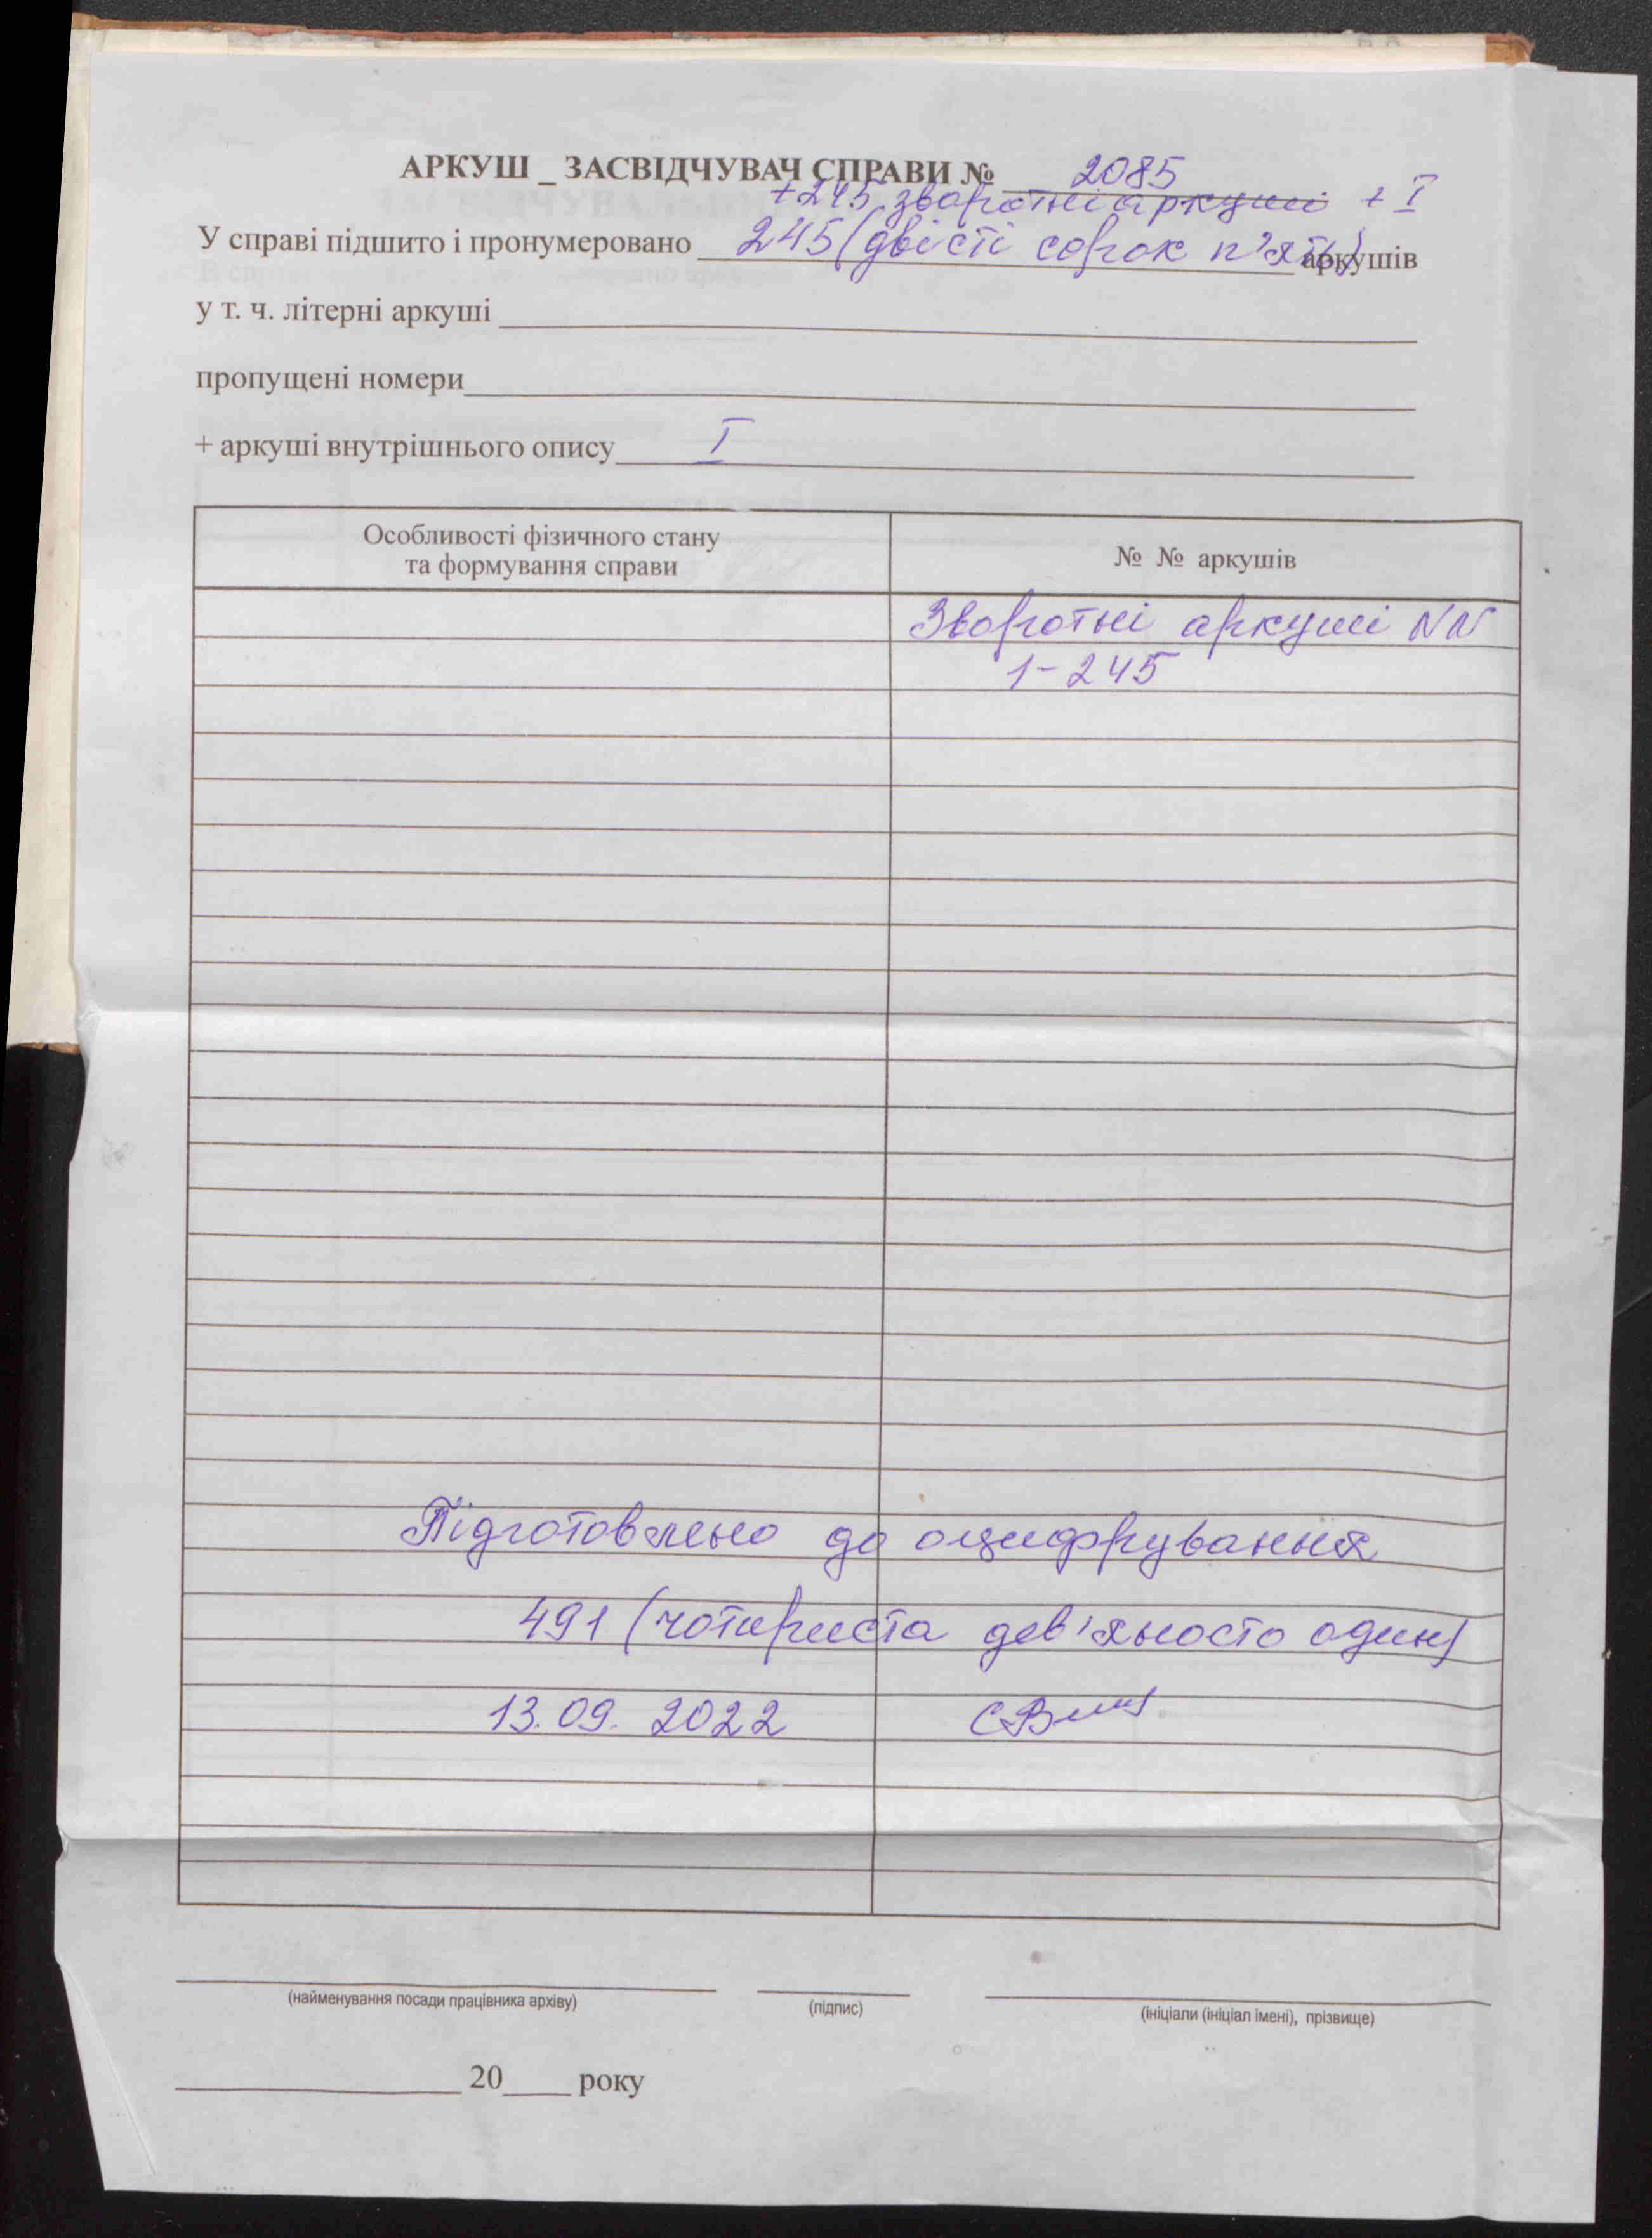 АРКУШ _ ЗАСВІДЧУВАЧ СПРАВИ № 2085
+245 зворотні аркуші + I
У справі підшито і пронумеровано 245 (двісті сорок п'ять) аркушів
у т. ч. літерні аркуші
пропущені номери
+ аркуші внутрішнього опису I
Особливості фізичного стану
та формування справи
№ № аркушів
Зворотні аркуші NN
1-245
Підготовлено до оцифрування
491 (чотириста дев'яносто один)
13.09. 2022
(найменування посади працівника архіву)
(підпис)
(ініціали (ініціал імені), прізвище)
20 року